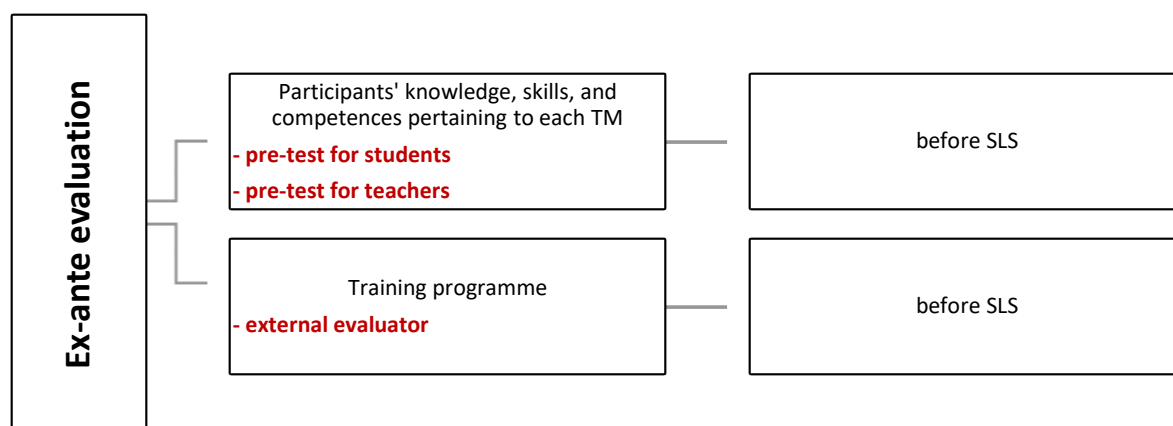 Ex-ante evaluation
Participants' knowledge, skills, and
competences pertaining to each TM
- pre-test for students
- pre-test for teachers
before SLS
Training programme
- external evaluator
before SLS